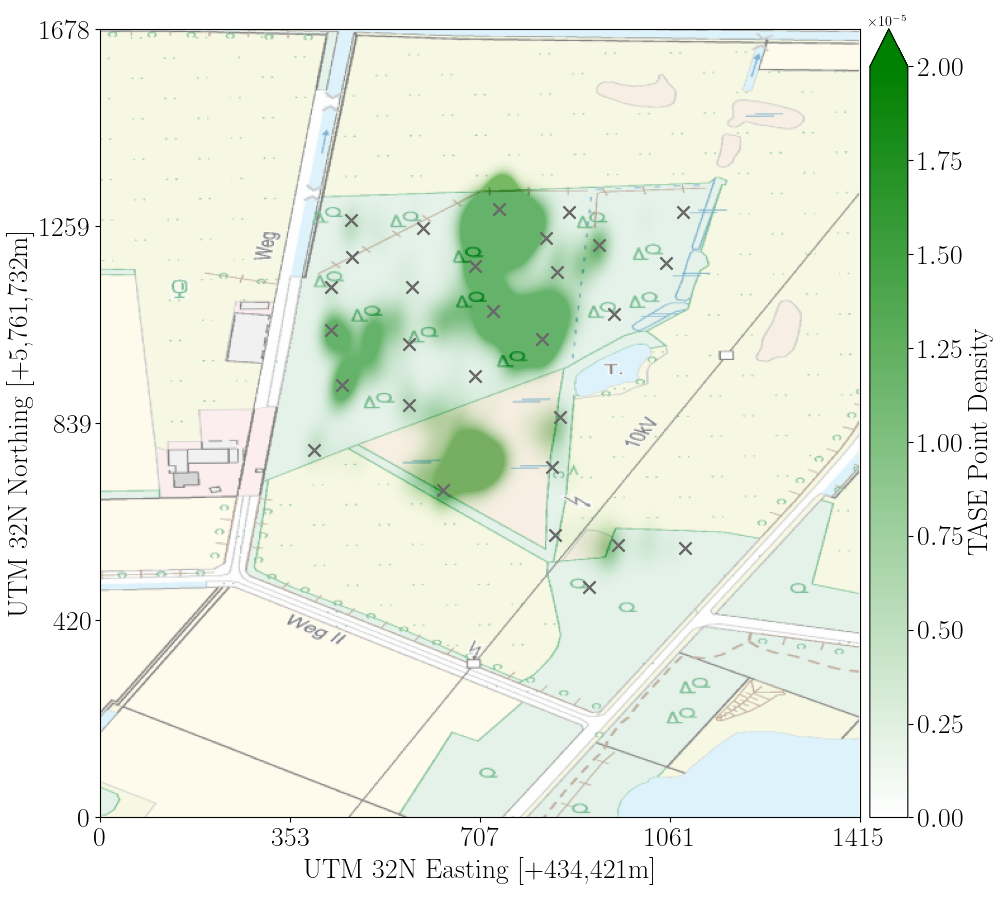 ×10⁻⁵
1678
1259
839
420
0
0
353
707
1061
1415
UTM 32N Easting [+434,421m]
UTM 32N Northing [+5,761,732m]
Weg
T.
10kV
Weg II
2.00
1.75
1.50
1.25
1.00
0.75
0.50
0.25
0.00
TASE Point Density